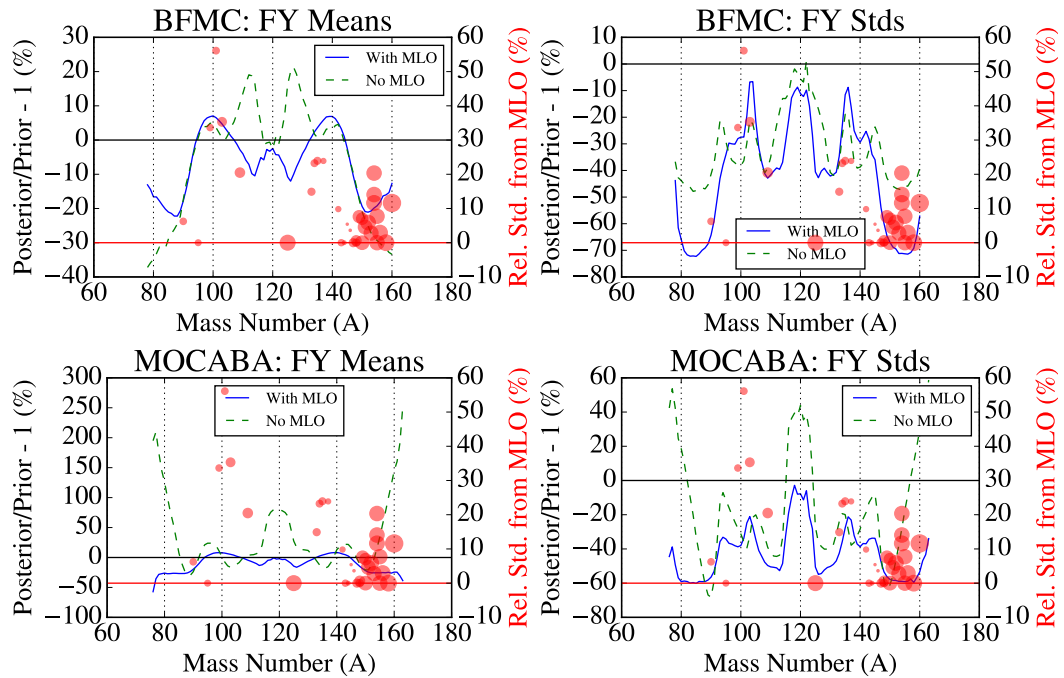 BFMC: FY Means
30
20
10
0
−10
−20
−30
−40
Posterior/Prior - 1 (%)
With MLO
No MLO
60
50
40
30
20
10
0
−10
Rel. Std. from MLO (%)
60 80 100 120 140 160 180
Mass Number (A)
BFMC: FY Stds
10
0
−10
−20
−30
−40
−50
−60
−70
−80
Posterior/Prior - 1 (%)
With MLO
No MLO
60
50
40
30
20
10
0
−10
Rel. Std. from MLO (%)
60 80 100 120 140 160 180
Mass Number (A)
MOCABA: FY Means
300
250
200
150
100
50
0
−50
−100
Posterior/Prior - 1 (%)
With MLO
No MLO
60
50
40
30
20
10
0
−10
Rel. Std. from MLO (%)
60 80 100 120 140 160 180
Mass Number (A)
MOCABA: FY Stds
60
40
20
0
−20
−40
−60
−80
Posterior/Prior - 1 (%)
With MLO
No MLO
60
50
40
30
20
10
0
−10
Rel. Std. from MLO (%)
60 80 100 120 140 160 180
Mass Number (A)